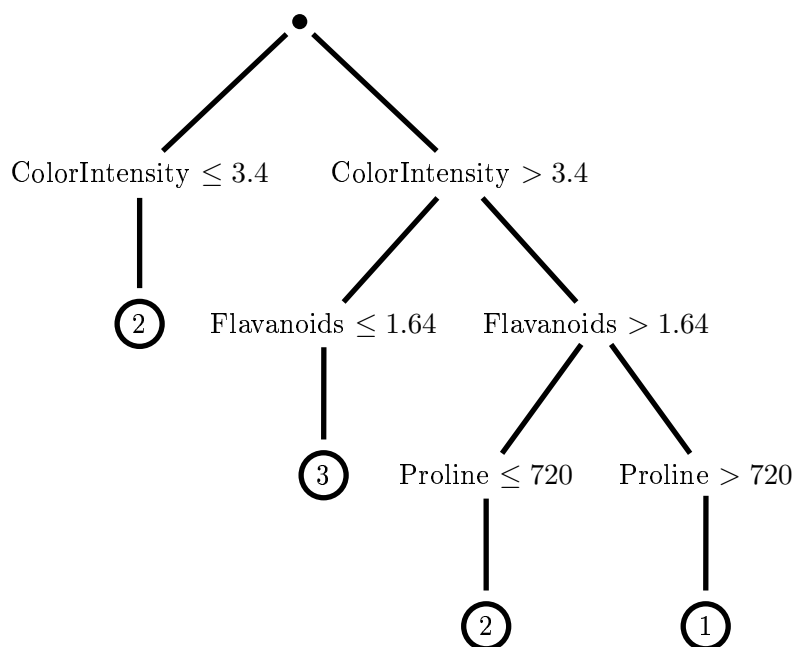 ColorIntensity ≤ 3.4 ColorIntensity > 3.4
2 Flavanoids ≤ 1.64 Flavanoids > 1.64
3 Proline ≤ 720 Proline > 720
2 1